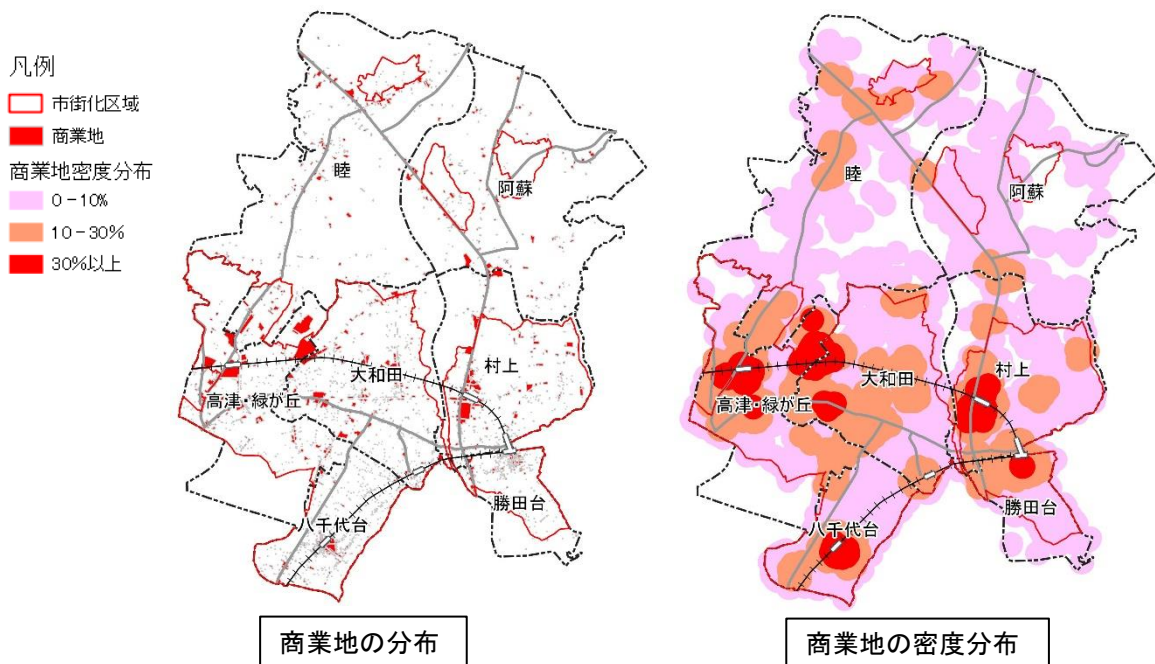 凡例
市街化区域
商業地
商業地密度分布
0-10%
10-30%
30%以上
睦
阿蘇
村上
大和田
高津・緑が丘
勝田台
八千代台
商業地の分布
睦
阿蘇
村上
大和田
高津・緑が丘
勝田台
八千代台
商業地の密度分布